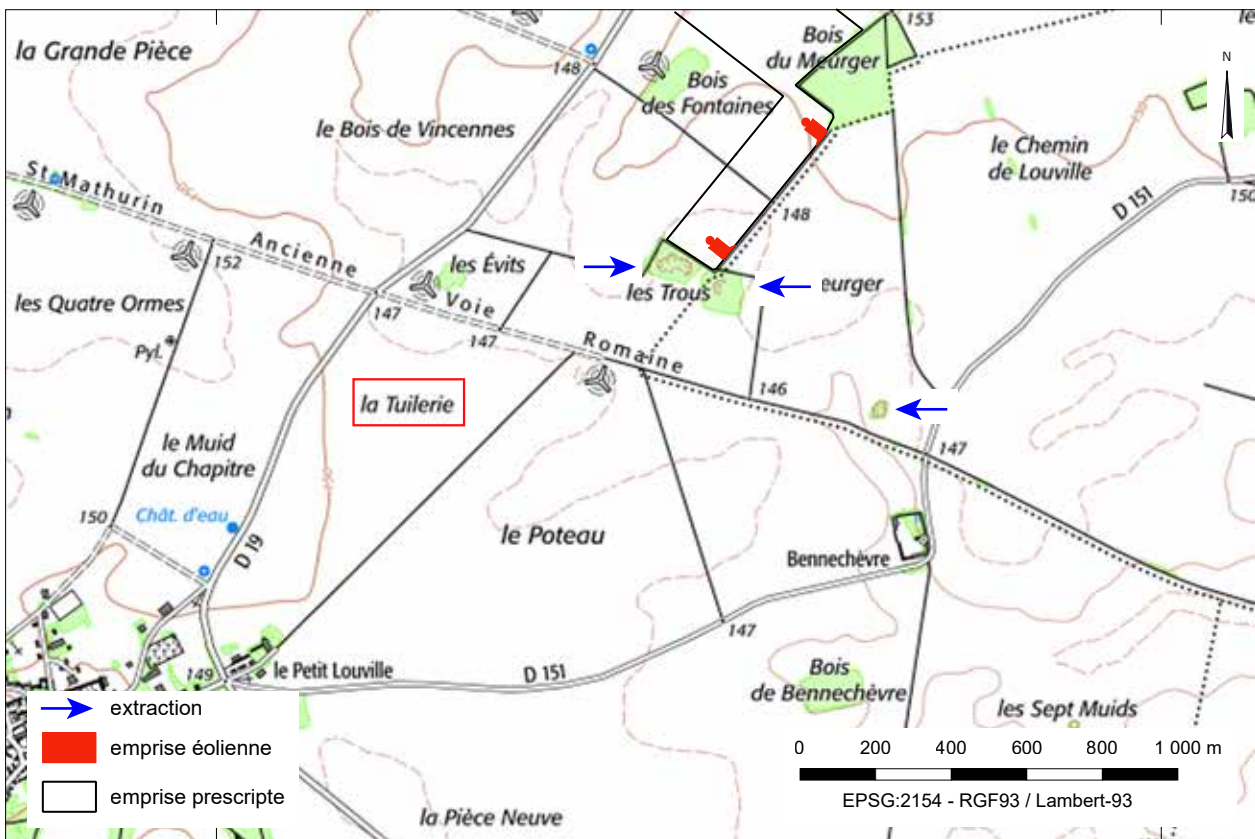 la Grande Pièce
148
Bois
des Fontaines
Bois
du Meurger
153
le
N
le Bois de Vincennes
le Chemin
de Louville
150
150
D 151
St Mathurin
Ancienne
Voie
Romaine
152
les Évits
148
les Trous
eurger
les Quatre Ormes
147
147
Pyl.
146
la Tuilerie
le Muid
du Chapitre
147
150
Chât. d'eau
D 19
le Poteau
Bennechèvre
147
149
le Petit Louville
D 151
Bois
de Bennechèvre
les Sept Muids
la Pièce Neuve
extraction
emprise éolienne
emprise prescripte
0 200 400 600 800 1 000 m
EPSG:2154 - RGF93 / Lambert-93